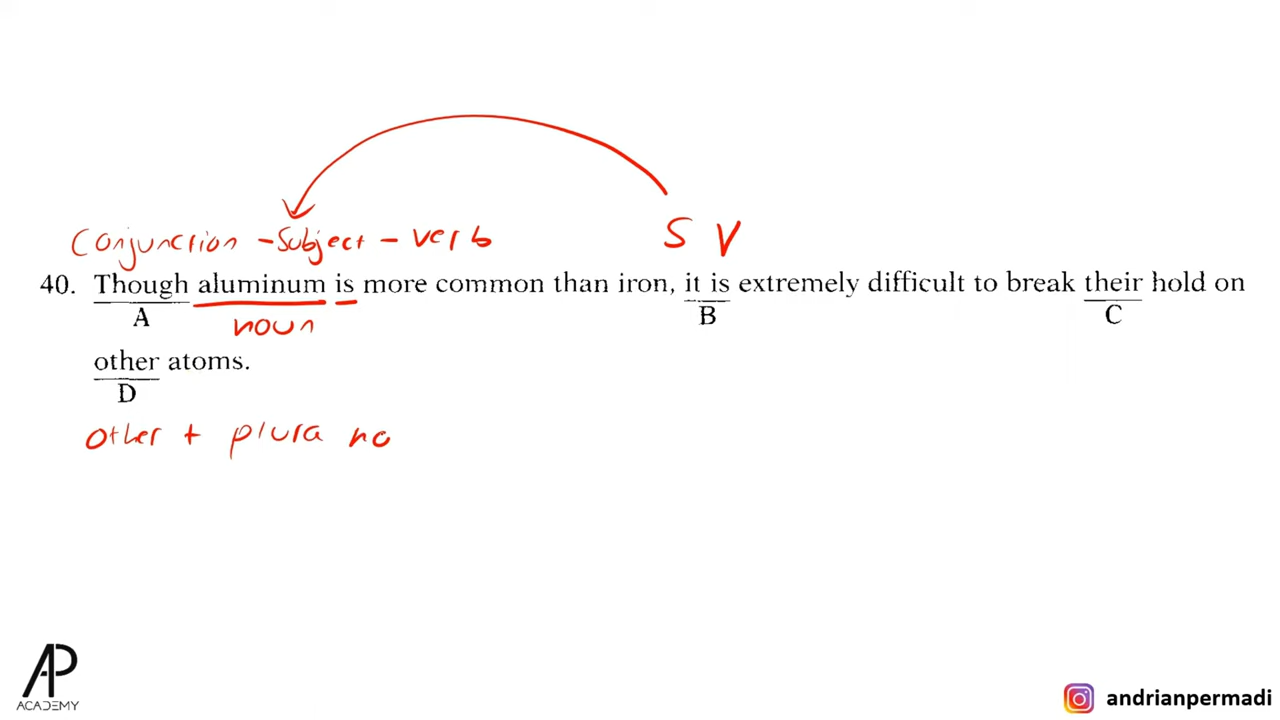 Conjunction - Subject - verb S V
40. Though aluminum is more common than iron, it is extremely difficult to break their hold on
A noun B C
other atoms.
D
other + plura no
AP
ACADEMY
andrianpermadi